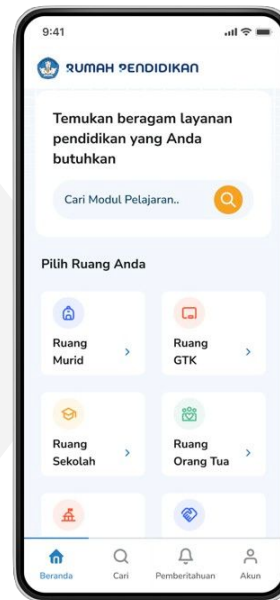 9:41
RUMAH PENDIDIKAN
Temukan beragam layanan
pendidikan yang Anda
butuhkan
Cari Modul Pelajaran..
Pilih Ruang Anda
Ruang
Murid
Ruang
GTK
Ruang
Sekolah
Ruang
Orang Tua
Beranda
Cari
Pemberitahuan
Akun